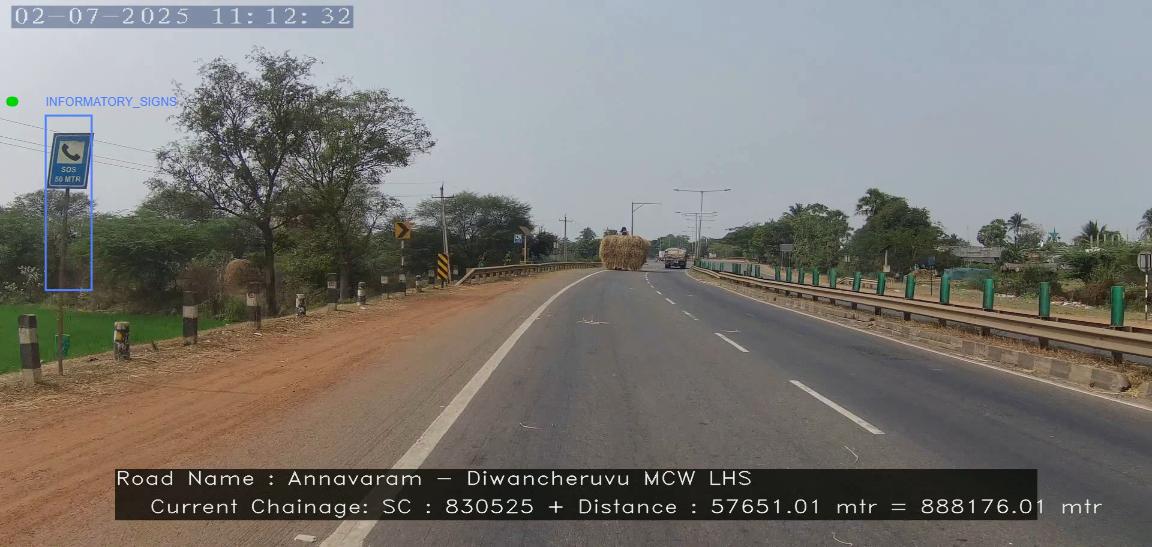 02-07-2025 11:12:32
INFORMATORY_SIGNS
SOS
50 MTR
Road Name : Annavaram - Diwancheruvu MCW LHS
Current Chainage: SC : 830525 + Distance : 57651.01 mtr = 888176.01 mtr